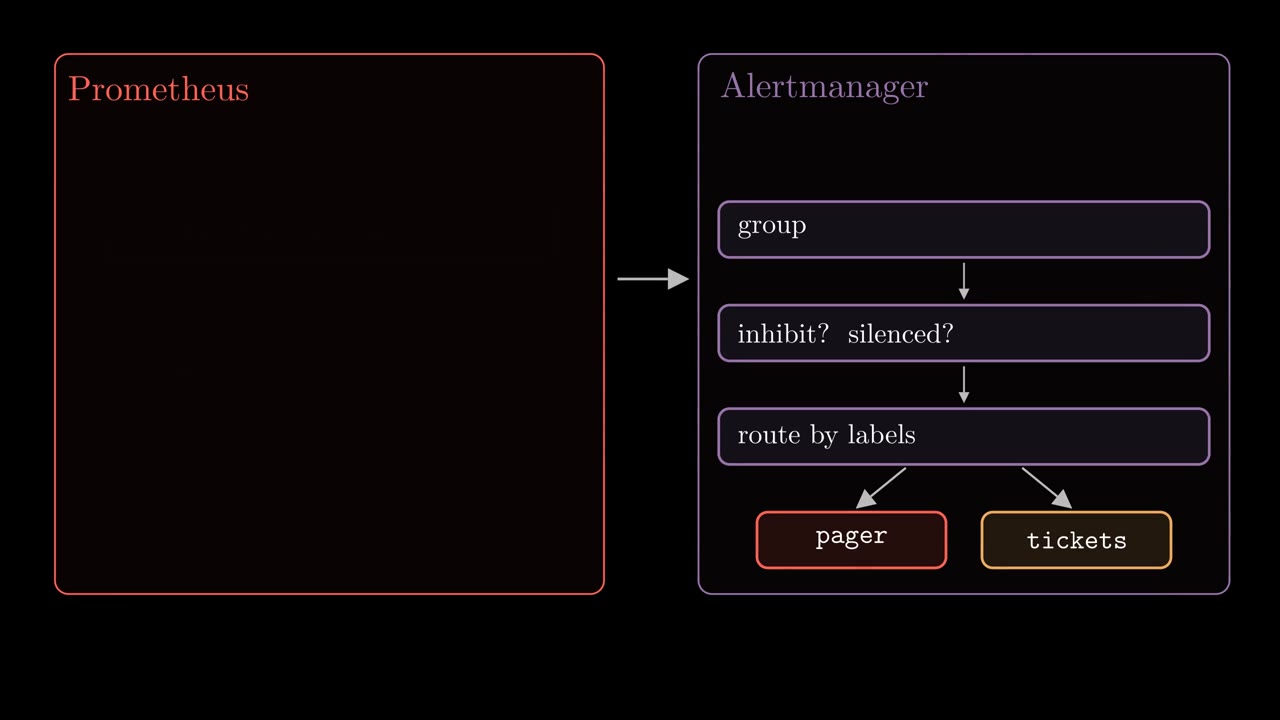 Prometheus
Alertmanager
group
inhibit? silenced?
route by labels
pager
tickets